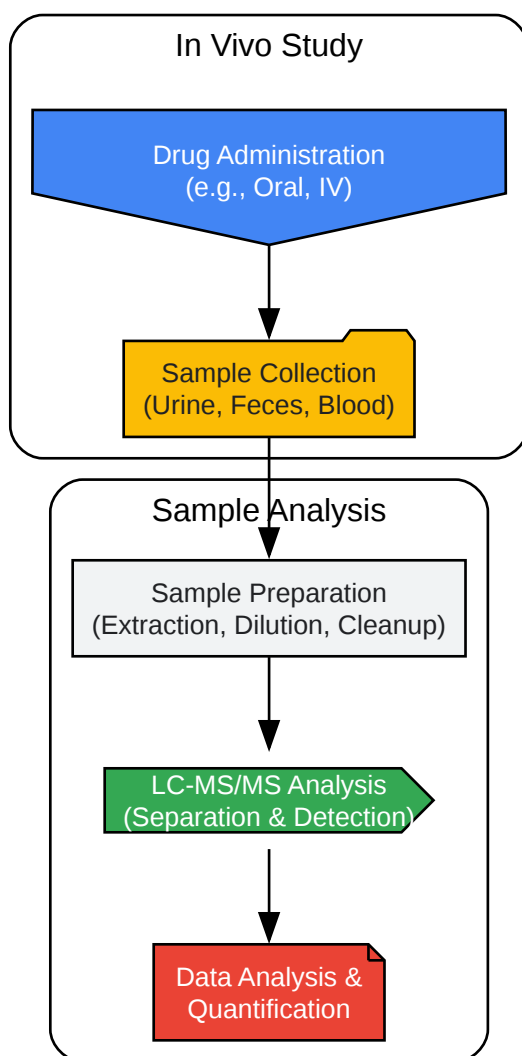 In Vivo Study
Drug Administration
(e.g., Oral, IV)
Sample Collection
(Urine, Feces, Blood)
Sample Analysis
Sample Preparation
(Extraction, Dilution, Cleanup)
LC-MS/MS Analysis
(Separation & Detection)
Data Analysis &
Quantification